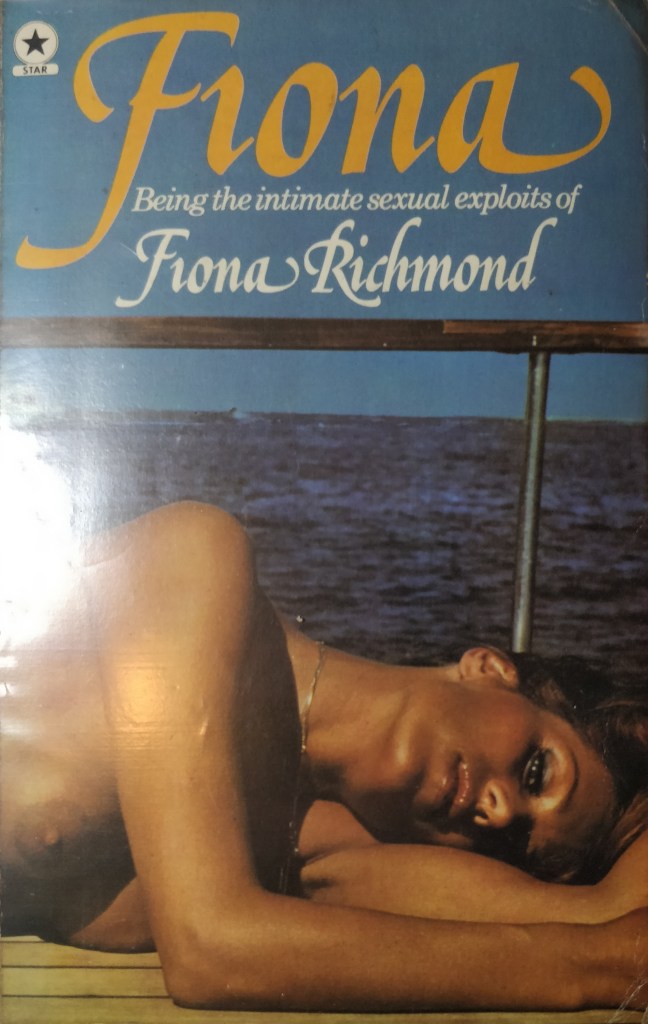 STAR
Fiona
Being the intimate sexual exploits of
Fiona Richmond